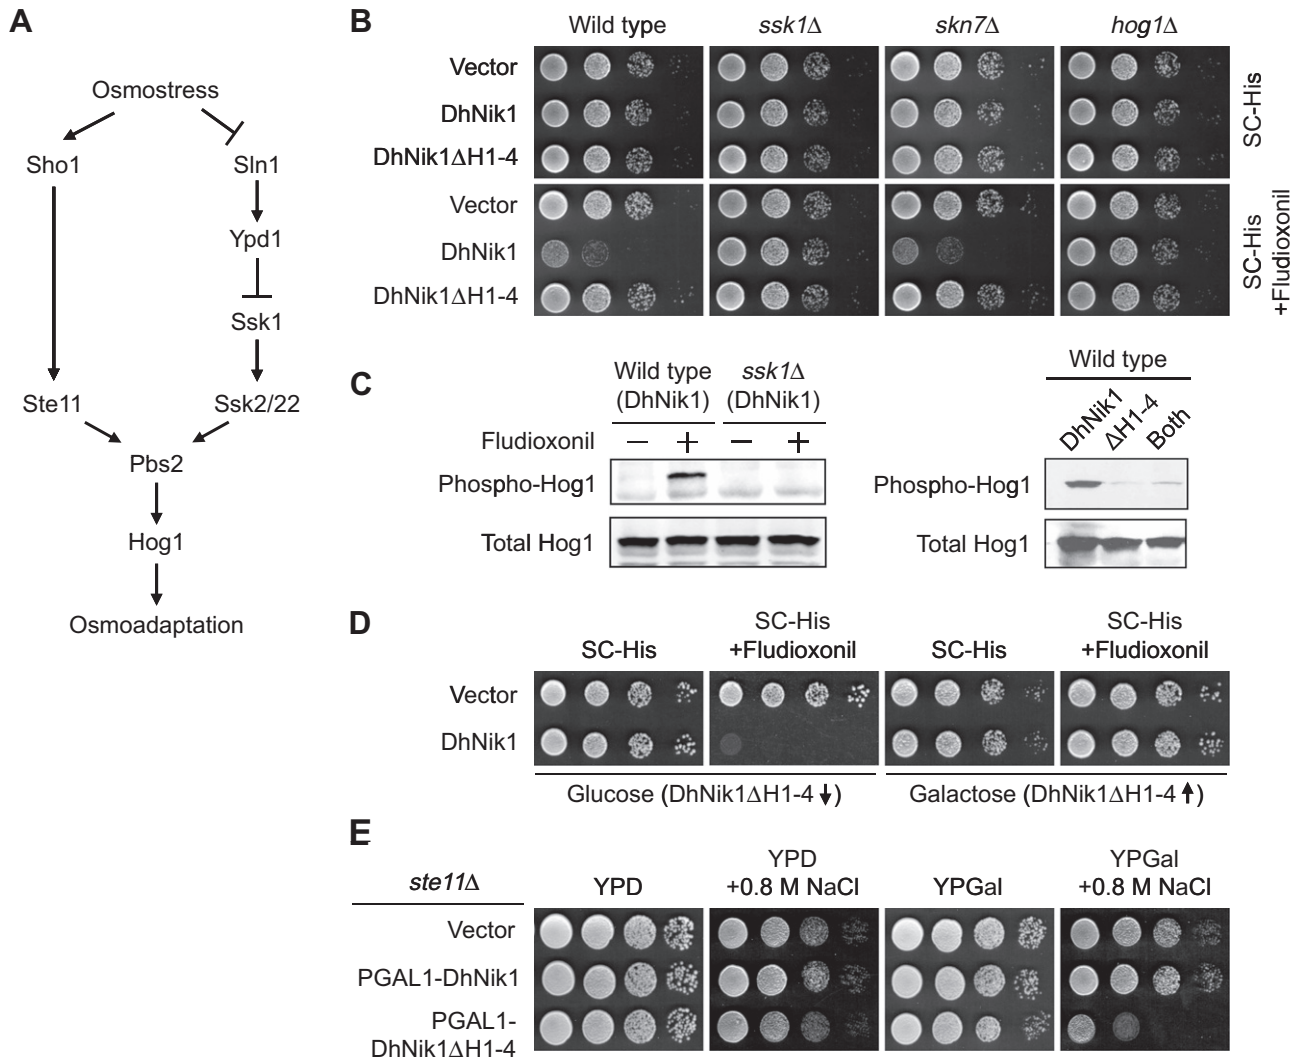 A
Osmostress
Sho1
Sln1
Ypd1
Ssk1
Ste11
Ssk2/22
Pbs2
Hog1
Osmoadaptation
B
Wild type
ssk1Δ
skn7Δ
hog1Δ
Vector
DhNik1
DhNik1ΔH1-4
SC-His
Vector
DhNik1
DhNik1ΔH1-4
SC-His
+Fludioxonil
C
Wild type
(DhNik1)
ssk1Δ
(DhNik1)
Fludioxonil
− + − +
Phospho-Hog1
Total Hog1
Wild type
DhNik1
ΔH1-4
Both
Phospho-Hog1
Total Hog1
D
SC-His
SC-His
+Fludioxonil
SC-His
SC-His
+Fludioxonil
Vector
DhNik1
Glucose (DhNik1ΔH1-4 ↓)
Galactose (DhNik1ΔH1-4 ↑)
E
ste11Δ
YPD
YPD
+0.8 M NaCl
YPGal
YPGal
+0.8 M NaCl
Vector
PGAL1-DhNik1
PGAL1-
DhNik1ΔH1-4